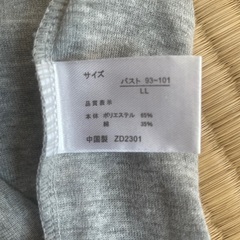 サイズ
バスト 93-101
LL
品質表示
本体 ポリエステル 65%
綿 35%
中国製 ZD2301